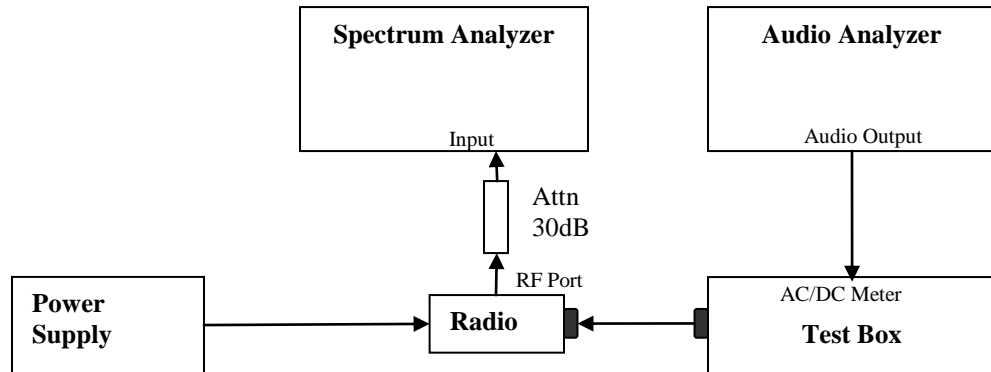 Spectrum Analyzer
Input
Audio Analyzer
Audio Output
Attn
30dB
RF Port
Power
Supply
Radio
AC/DC Meter
Test Box